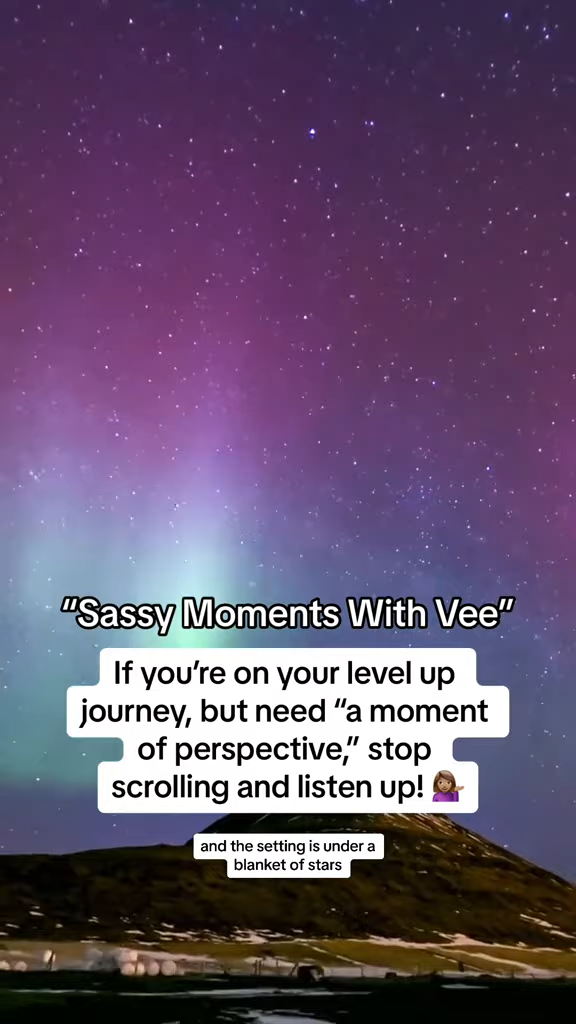 “Sassy Moments With Vee”
If you’re on your level up
journey, but need “a moment
of perspective,” stop
scrolling and listen up! 💁🏽‍♀️
and the setting is under a
blanket of stars